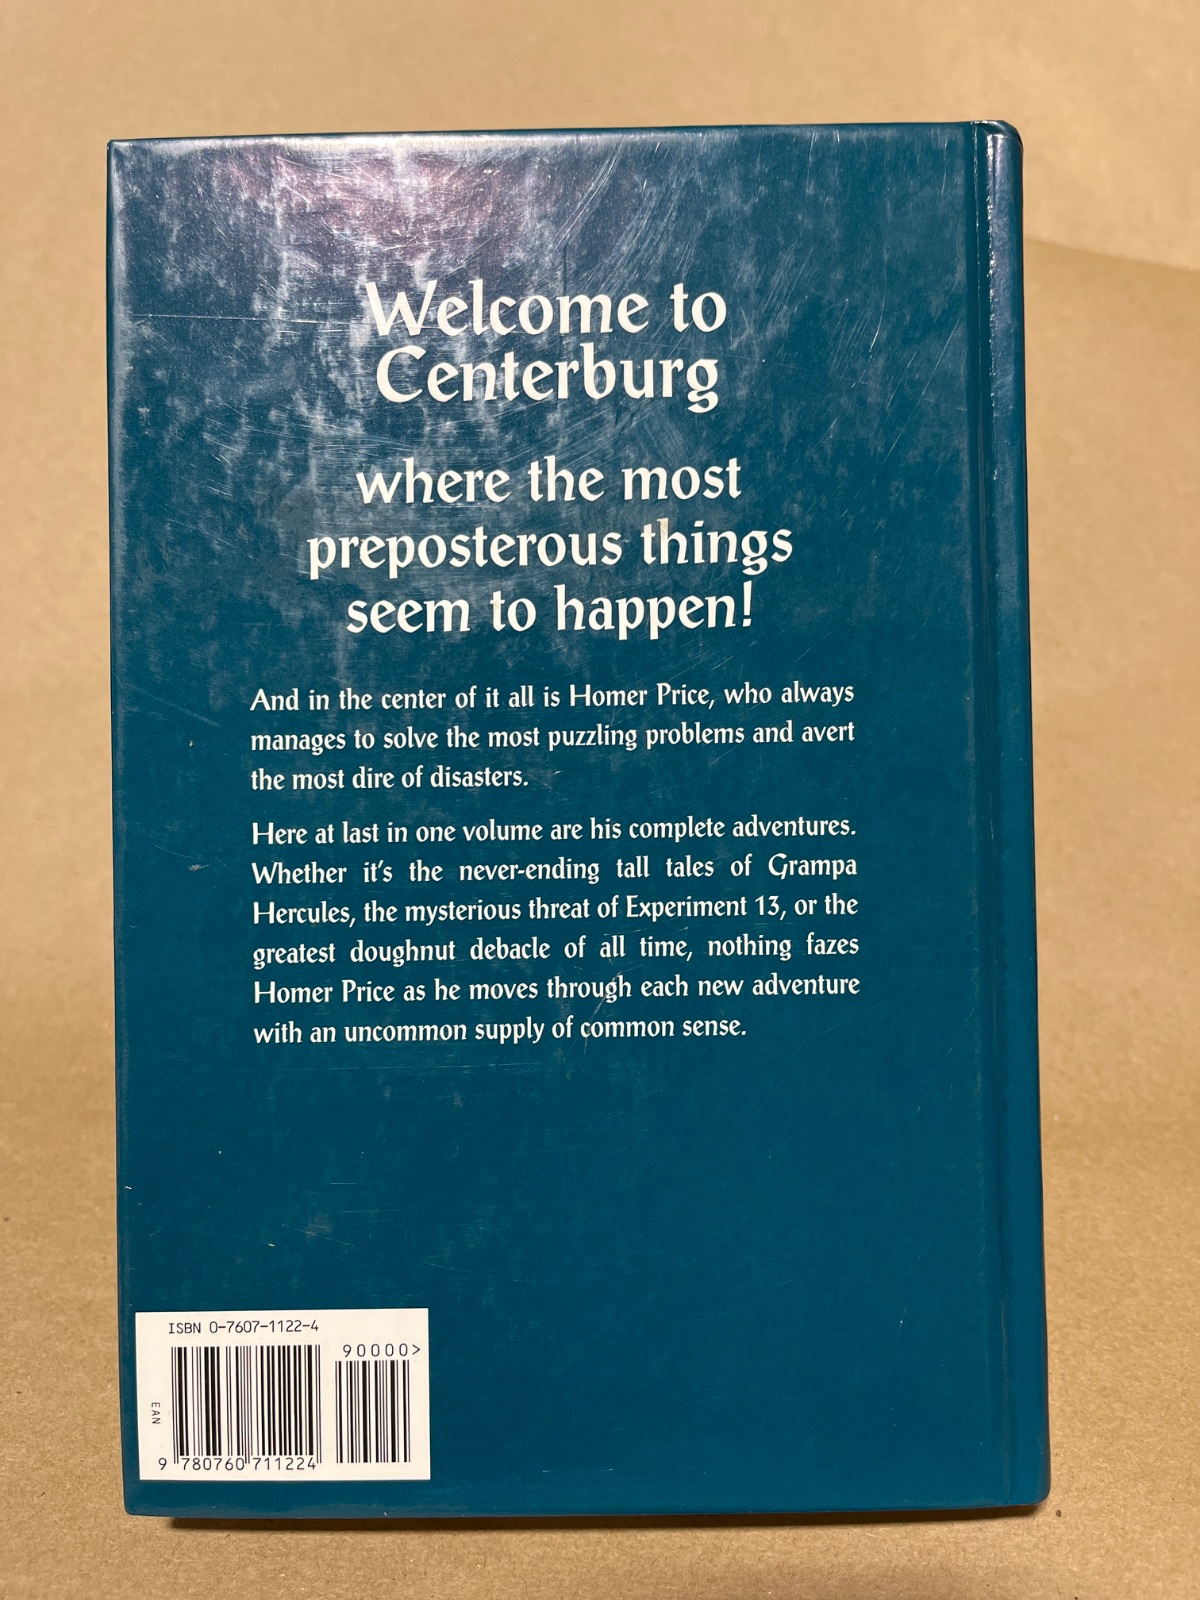 Welcome to
Centerburg
where the most
preposterous things
seem to happen!
And in the center of it all is Homer Price, who always
manages to solve the most puzzling problems and avert
the most dire of disasters.
Here at last in one volume are his complete adventures.
Whether it's the never-ending tall tales of Grampa
Hercules, the mysterious threat of Experiment 13, or the
greatest doughnut debacle of all time, nothing fazes
Homer Price as he moves through each new adventure
with an uncommon supply of common sense.
ISBN 0-7607-1122-4
90000>
EAN
9 780760 711224